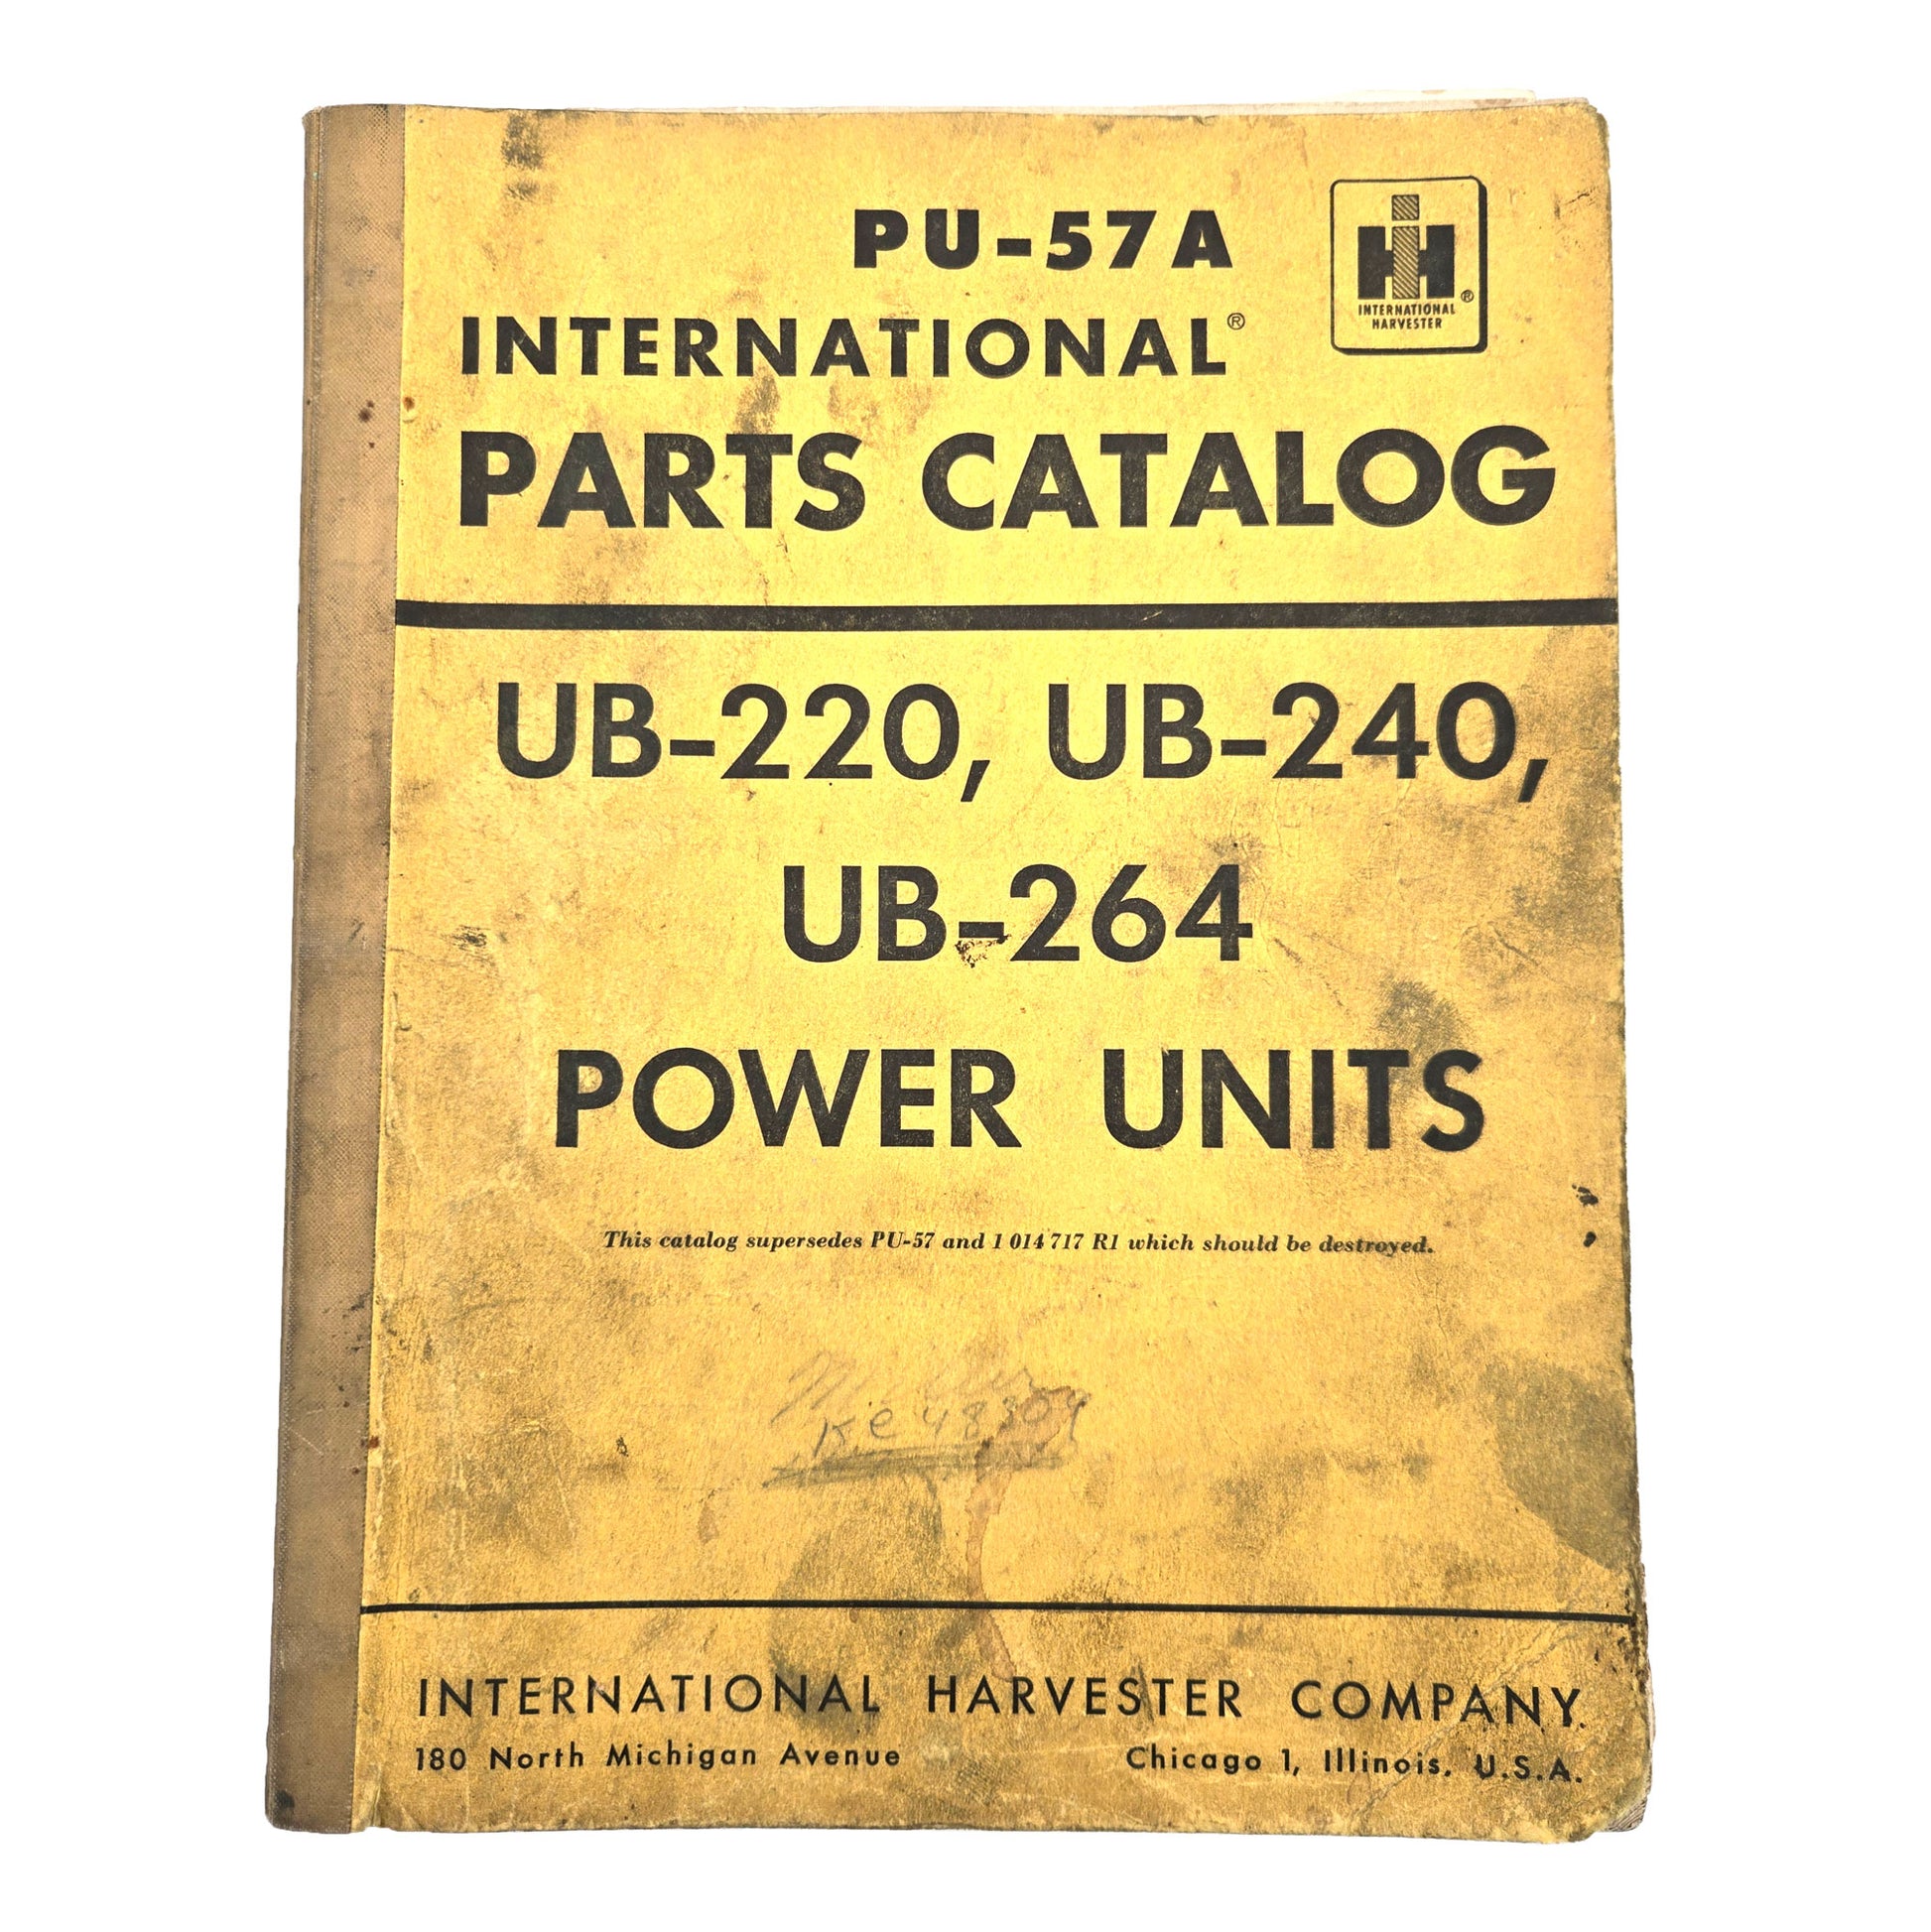 PU-57A
IH®
INTERNATIONAL
HARVESTER
INTERNATIONAL®
PARTS CATALOG
UB-220, UB-240,
UB-264
POWER UNITS
This catalog supersedes PU-57 and 1 014 717 R1 which should be destroyed.
INTERNATIONAL HARVESTER COMPANY
180 North Michigan Avenue Chicago 1, Illinois, U.S.A.